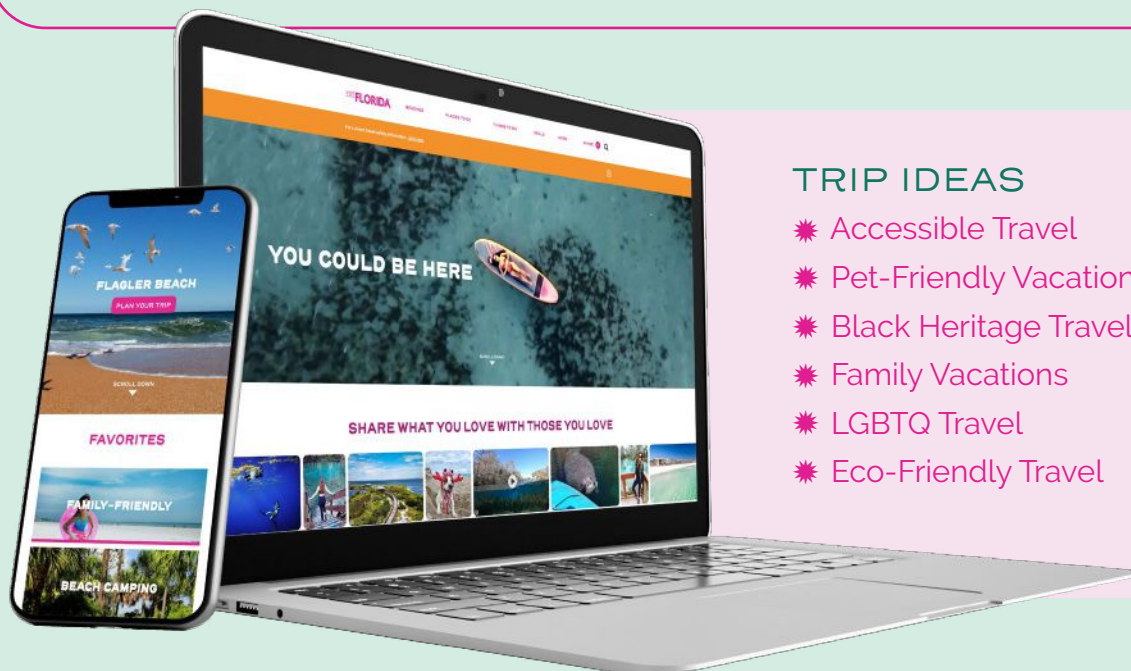 FLORIDA
YOU COULD BE HERE
SCROLL DOWN
SHARE WHAT YOU LOVE WITH THOSE YOU LOVE
FLAGLER BEACH
PLAN YOUR TRIP
SCROLL DOWN
FAVORITES
FAMILY-FRIENDLY
BEACH CAMPING
TRIP IDEAS
Accessible Travel
Pet-Friendly Vacation
Black Heritage Travel
Family Vacations
LGBTQ Travel
Eco-Friendly Travel